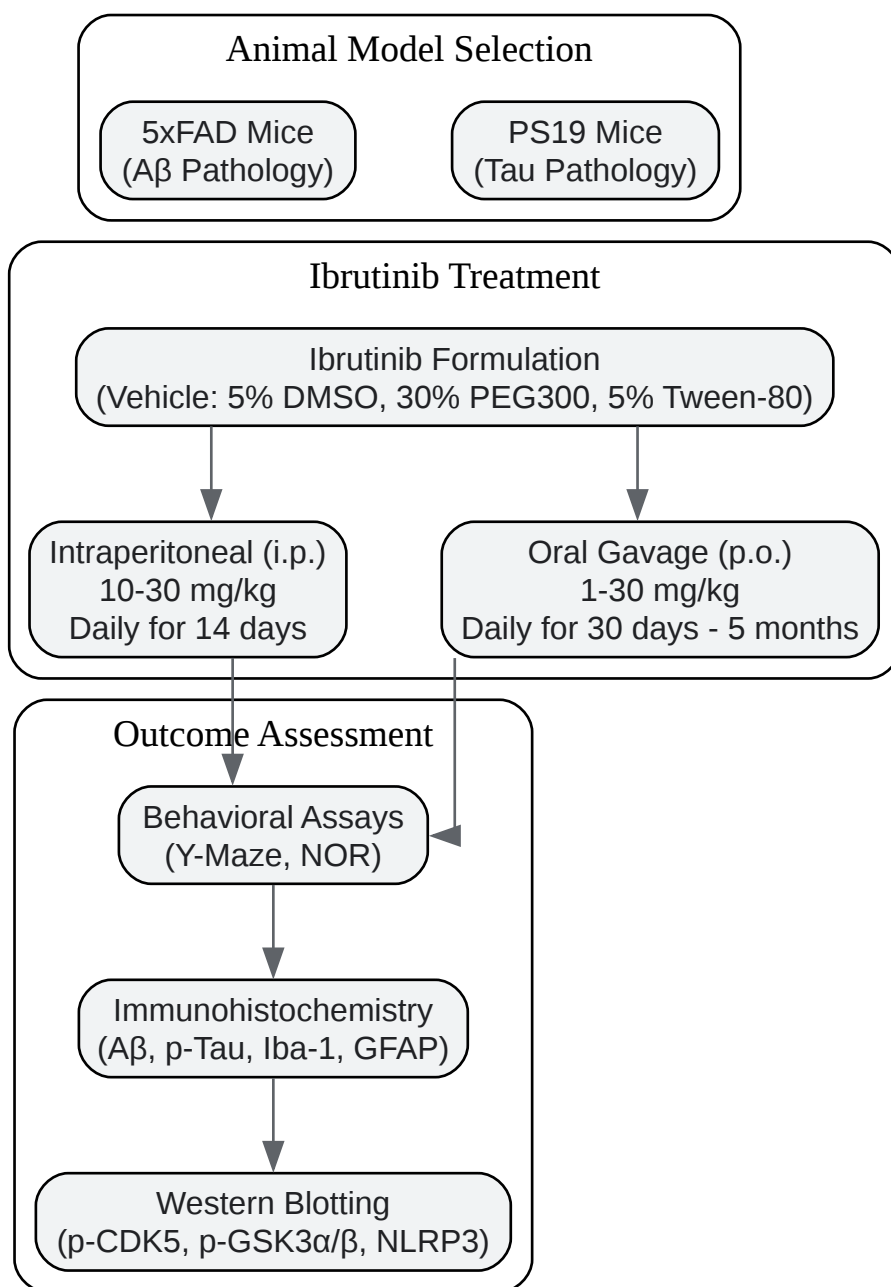 Animal Model Selection
5xFAD Mice
(Aβ Pathology)
PS19 Mice
(Tau Pathology)
Ibrutinib Treatment
Ibrutinib Formulation
(Vehicle: 5% DMSO, 30% PEG300, 5% Tween-80)
Intraperitoneal (i.p.)
10-30 mg/kg
Daily for 14 days
Oral Gavage (p.o.)
1-30 mg/kg
Daily for 30 days - 5 months
Outcome Assessment
Behavioral Assays
(Y-Maze, NOR)
Immunohistochemistry
(Aβ, p-Tau, Iba-1, GFAP)
Western Blotting
(p-CDK5, p-GSK3α/β, NLRP3)